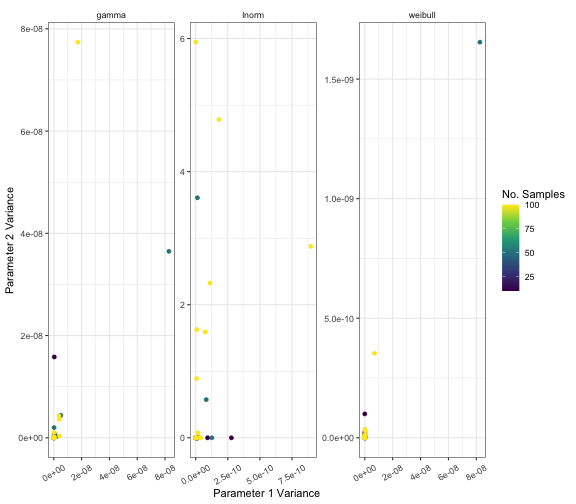 gamma
lnorm
weibull
8e-08
6e-08
4e-08
2e-08
0e+00
6
4
2
0
1.5e-09
1.0e-09
5.0e-10
0.0e+00
0e+00
2e-08
4e-08
6e-08
8e-08
0.0e+00
2.5e-10
5.0e-10
7.5e-10
0e+00
2e-08
4e-08
6e-08
8e-08
Parameter 1 Variance
Parameter 2 Variance
No. Samples
100
75
50
25